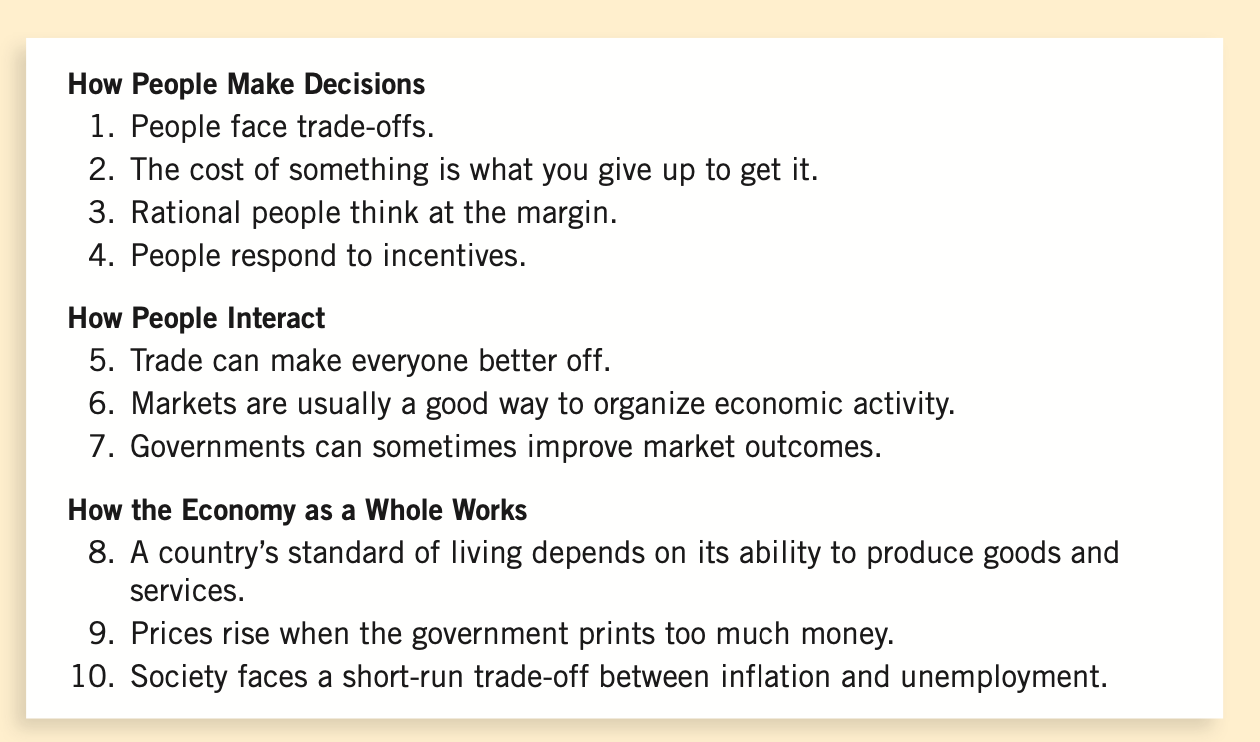 How People Make Decisions
1. People face trade-offs.
2. The cost of something is what you give up to get it.
3. Rational people think at the margin.
4. People respond to incentives.
How People Interact
5. Trade can make everyone better off.
6. Markets are usually a good way to organize economic activity.
7. Governments can sometimes improve market outcomes.
How the Economy as a Whole Works
8. A country’s standard of living depends on its ability to produce goods and
services.
9. Prices rise when the government prints too much money.
10. Society faces a short-run trade-off between inflation and unemployment.